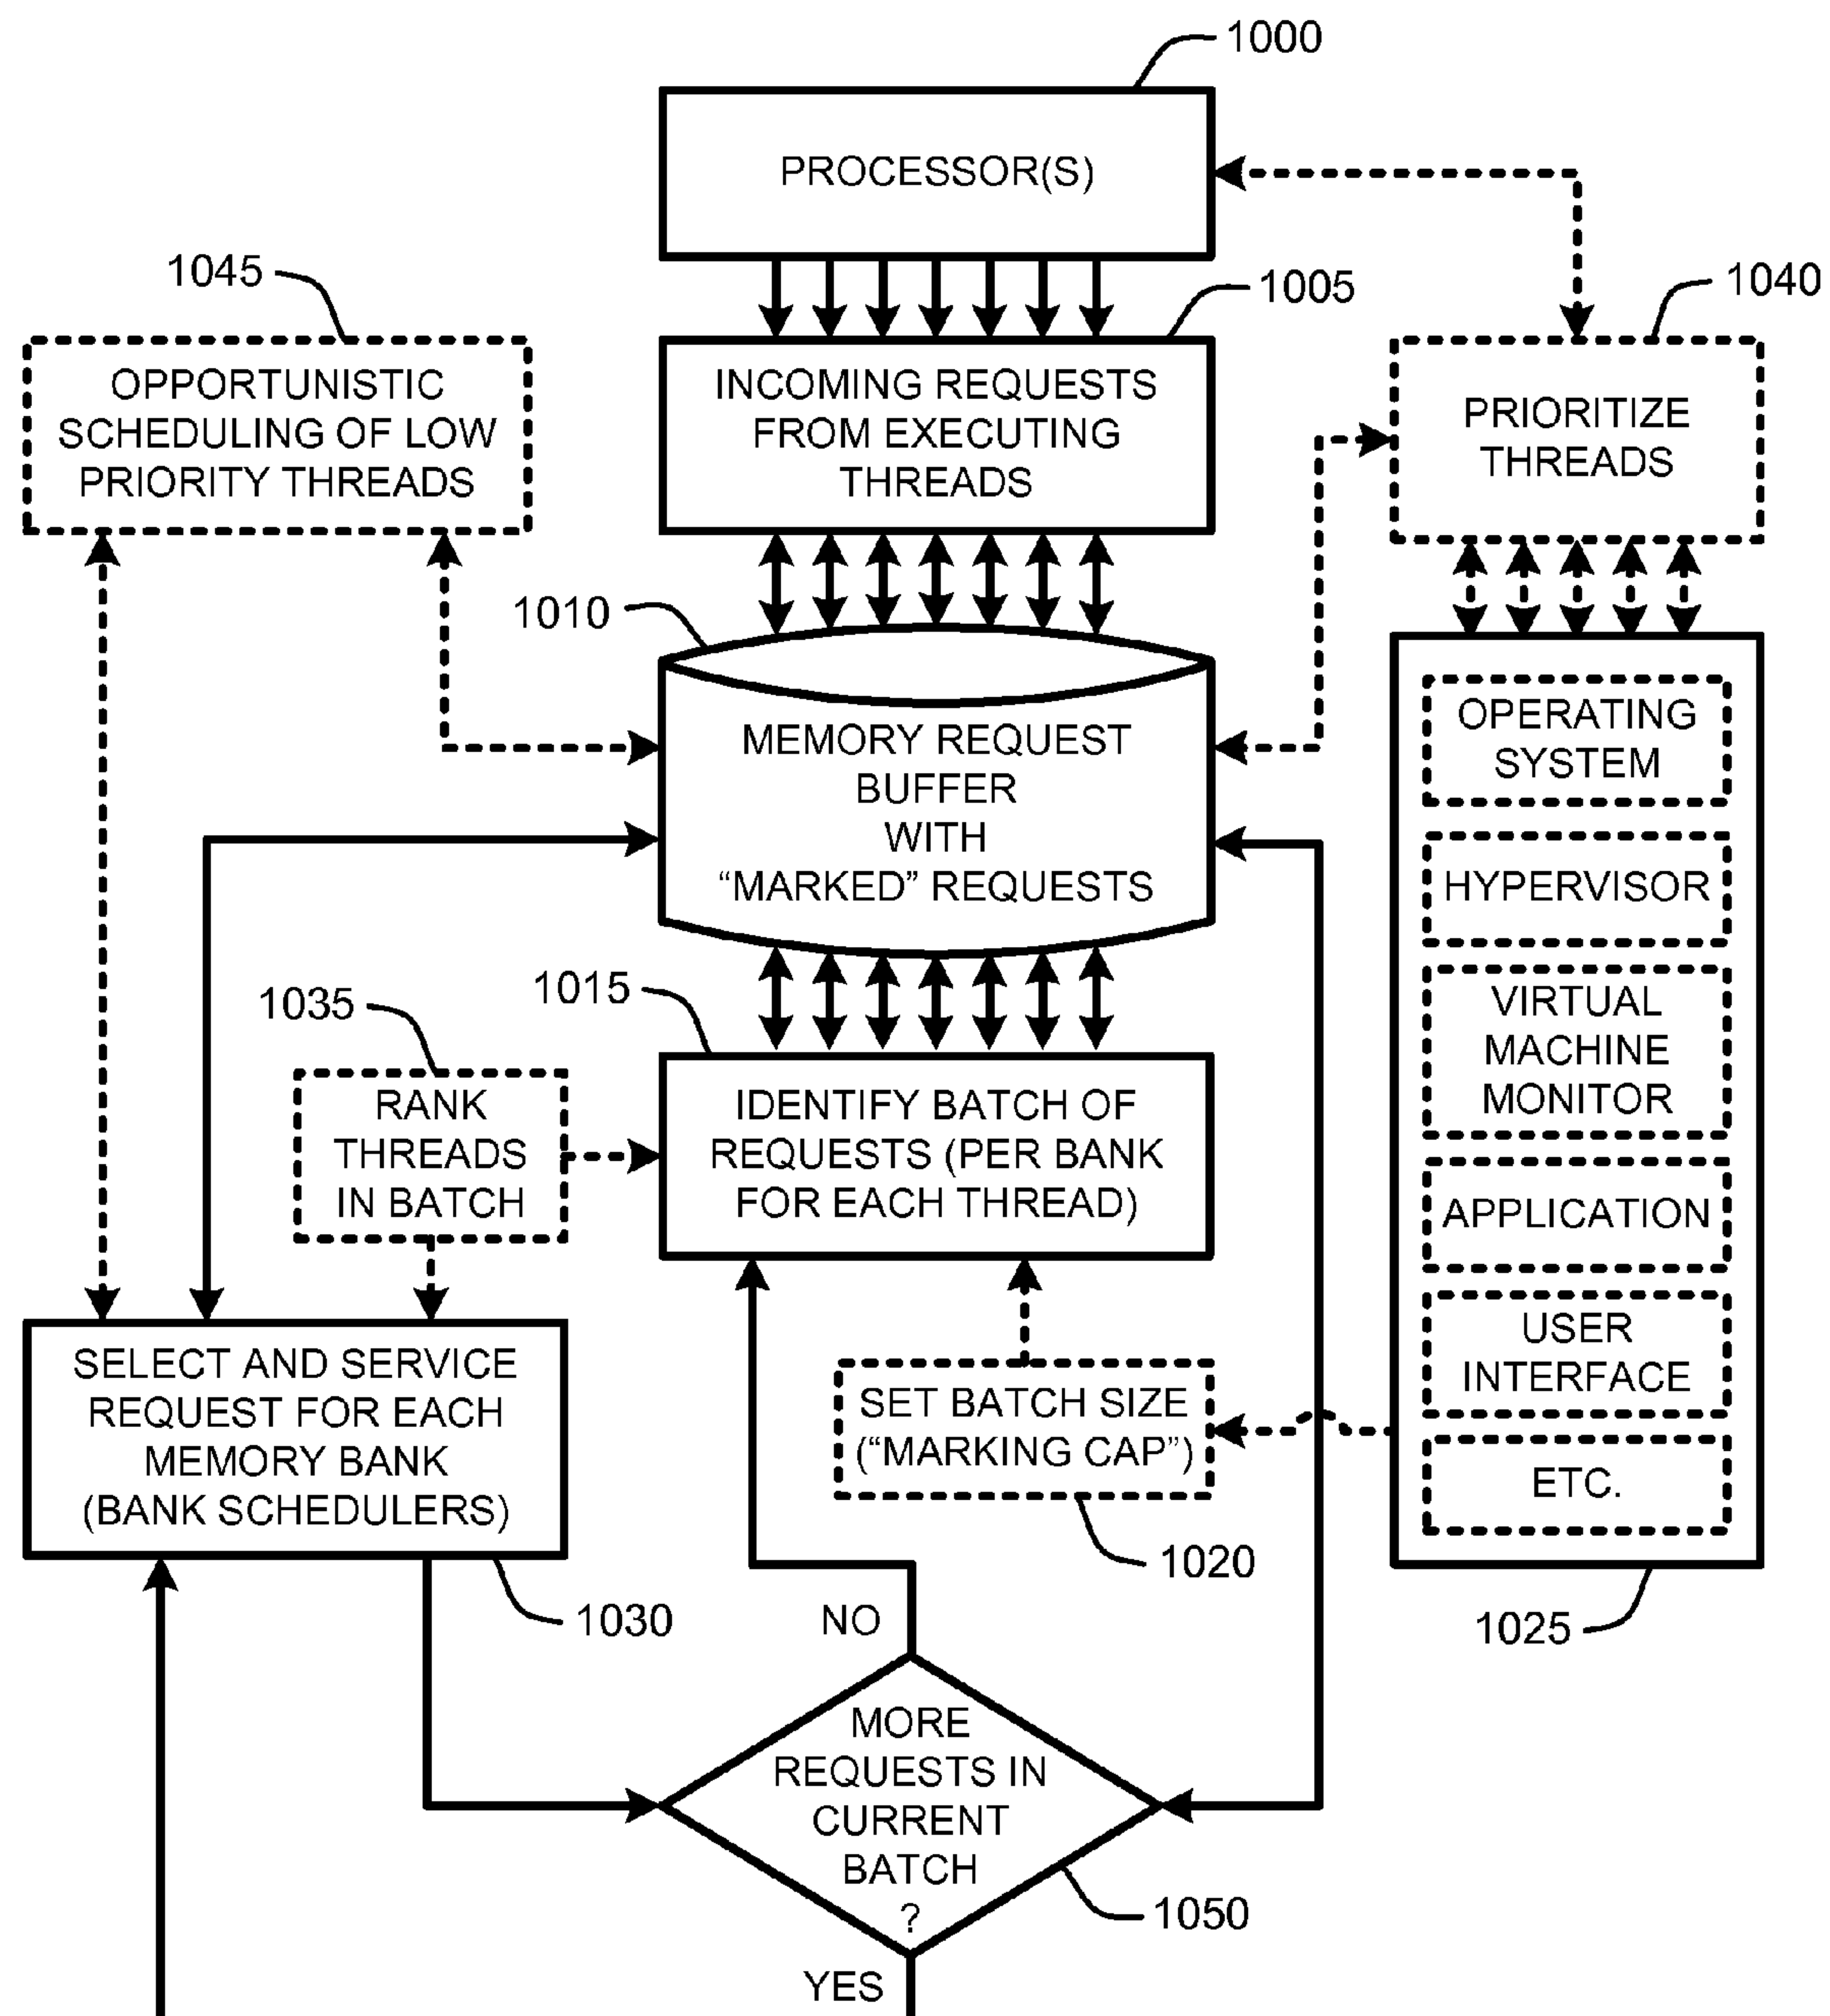 1000
PROCESSOR(S)
1045
1005
1040
OPPORTUNISTIC
SCHEDULING OF LOW
PRIORITY THREADS
INCOMING REQUESTS
FROM EXECUTING
THREADS
PRIORITIZE
THREADS
1010
MEMORY REQUEST
BUFFER
WITH
“MARKED” REQUESTS
OPERATING
SYSTEM
HYPERVISOR
VIRTUAL
MACHINE
MONITOR
APPLICATION
USER
INTERFACE
ETC.
1025
1035
1015
RANK
THREADS
IN BATCH
IDENTIFY BATCH OF
REQUESTS (PER BANK
FOR EACH THREAD)
SELECT AND SERVICE
REQUEST FOR EACH
MEMORY BANK
(BANK SCHEDULERS)
1030
SET BATCH SIZE
(“MARKING CAP”)
1020
NO
MORE
REQUESTS IN
CURRENT
BATCH
?
1050
YES